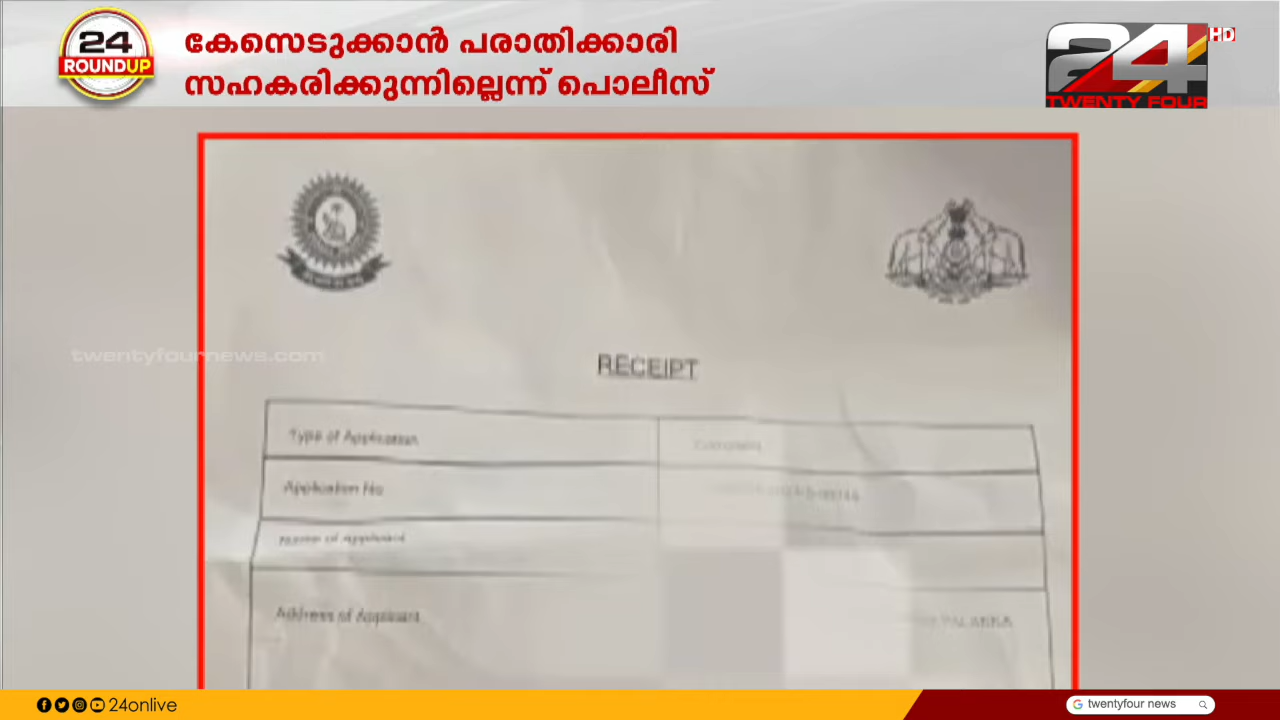 24
ROUNDUP
കേസെടുക്കാൻ പരാതിക്കാരി
സഹകരിക്കുന്നില്ലെന്ന് പൊലീസ്
24
HD
TWENTY FOUR
twentyfournews.com
RECEIPT
Type of Application
Application No
Name of Applicant
Address of Applicant
24onlive
twentyfour news